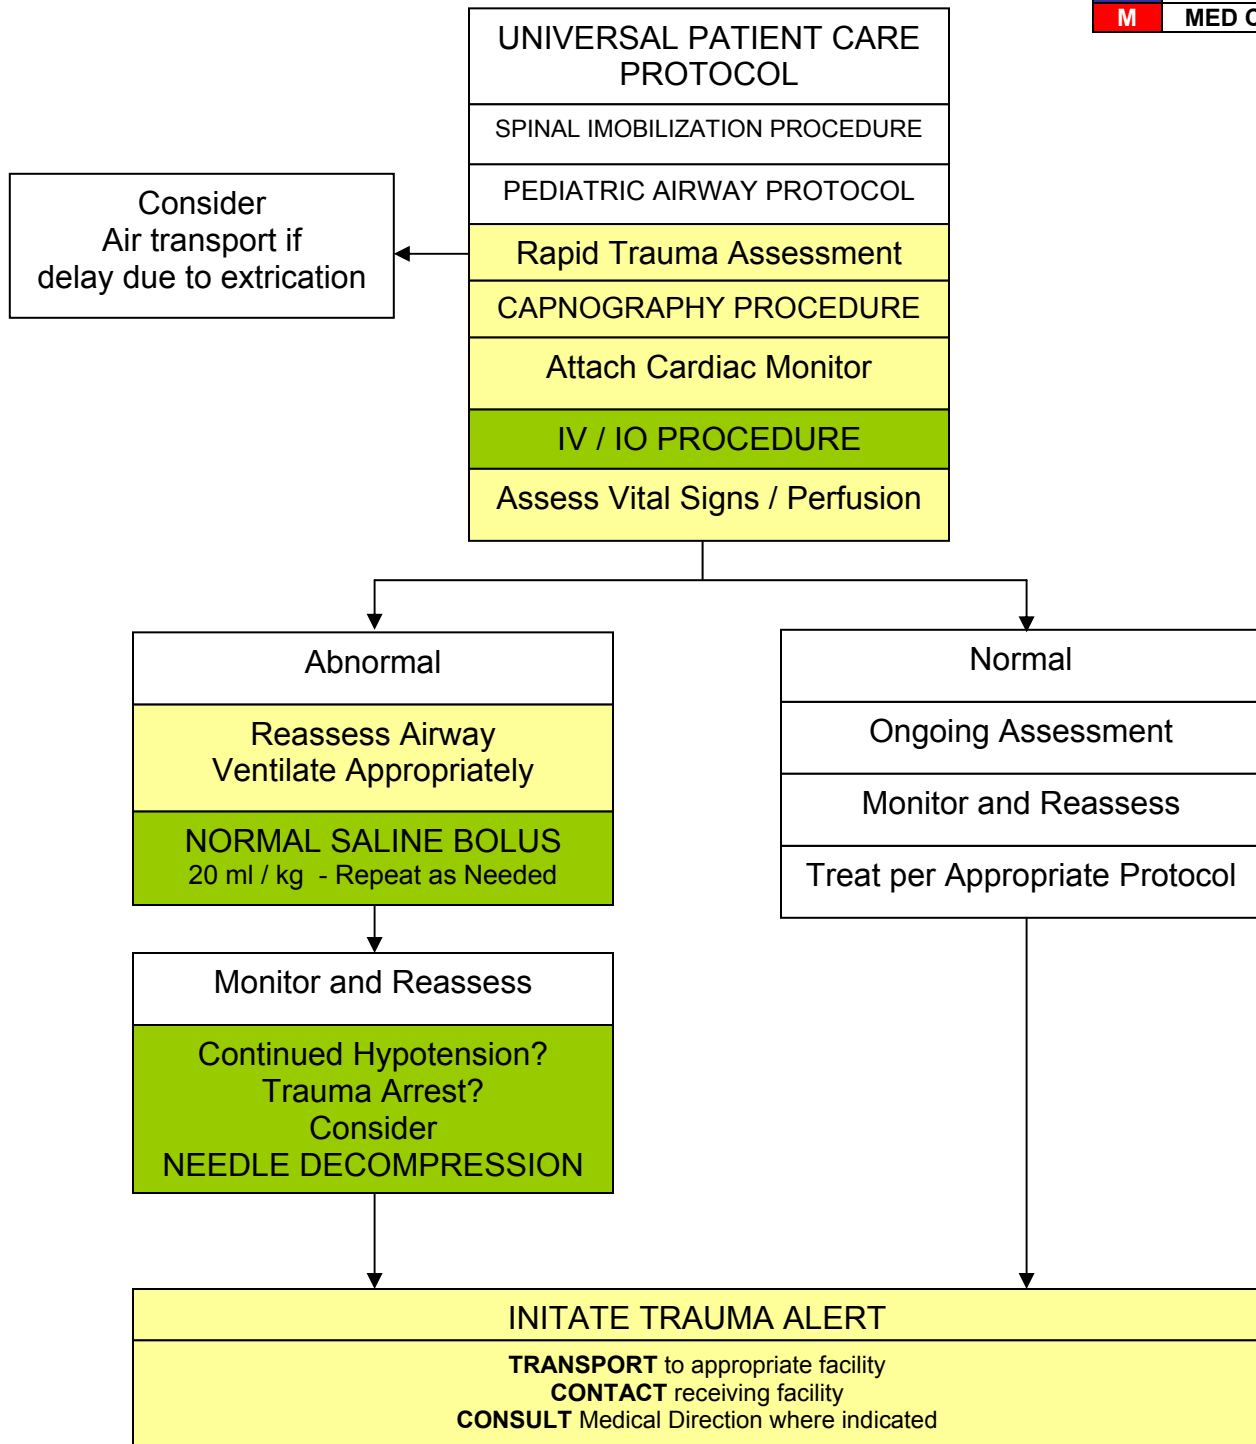 M MED C
UNIVERSAL PATIENT CARE
PROTOCOL
SPINAL IMOBILIZATION PROCEDURE
PEDIATRIC AIRWAY PROTOCOL
Consider
Air transport if
delay due to extrication
Rapid Trauma Assessment
CAPNOGRAPHY PROCEDURE
Attach Cardiac Monitor
IV / IO PROCEDURE
Assess Vital Signs / Perfusion
Abnormal
Reassess Airway
Ventilate Appropriately
NORMAL SALINE BOLUS
20 ml / kg - Repeat as Needed
Monitor and Reassess
Continued Hypotension?
Trauma Arrest?
Consider
NEEDLE DECOMPRESSION
Normal
Ongoing Assessment
Monitor and Reassess
Treat per Appropriate Protocol
INITATE TRAUMA ALERT
TRANSPORT to appropriate facility
CONTACT receiving facility
CONSULT Medical Direction where indicated